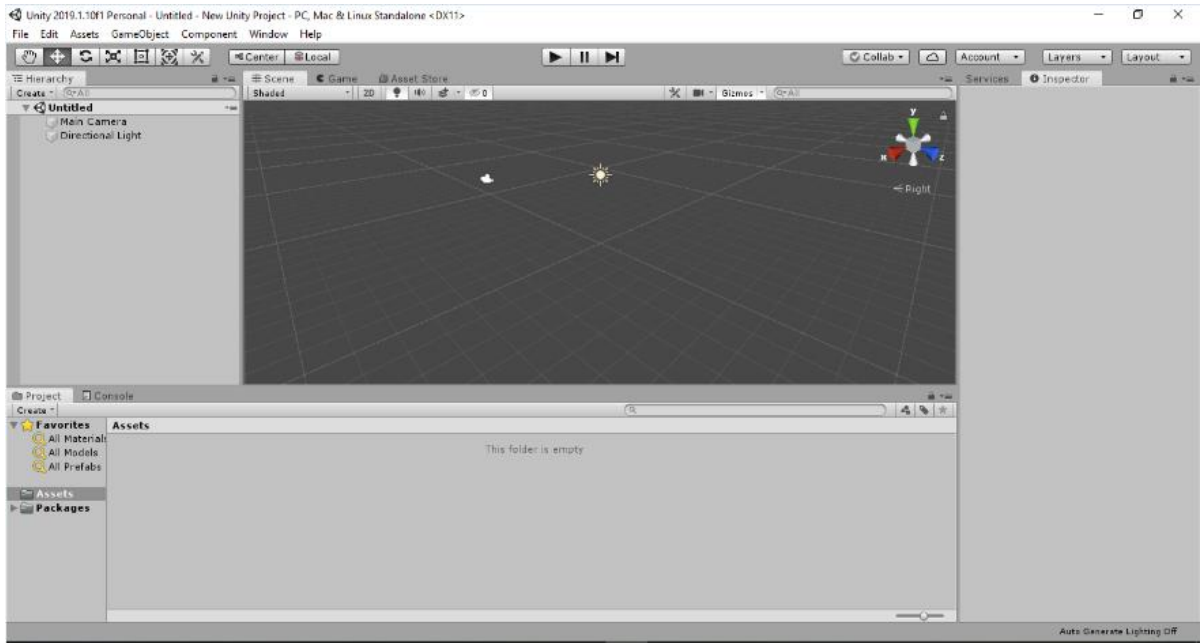 Unity 2019.1.10f1 Personal - Untitled - New Unity Project - PC, Mac & Linux Standalone <DX11>
File Edit Assets GameObject Component Window Help
Center Local Collab Account Layers Layout
Hierarchy Scene Game Asset Store Services Inspector
Create All Shaded 2D 0 Gizmos All
Untitled
Main Camera
Directional Light
y
x z
Right
Project Console
Create
Favorites Assets
All Materials
All Models
All Prefabs
This folder is empty
Assets
Packages
Auto Generate Lighting Off